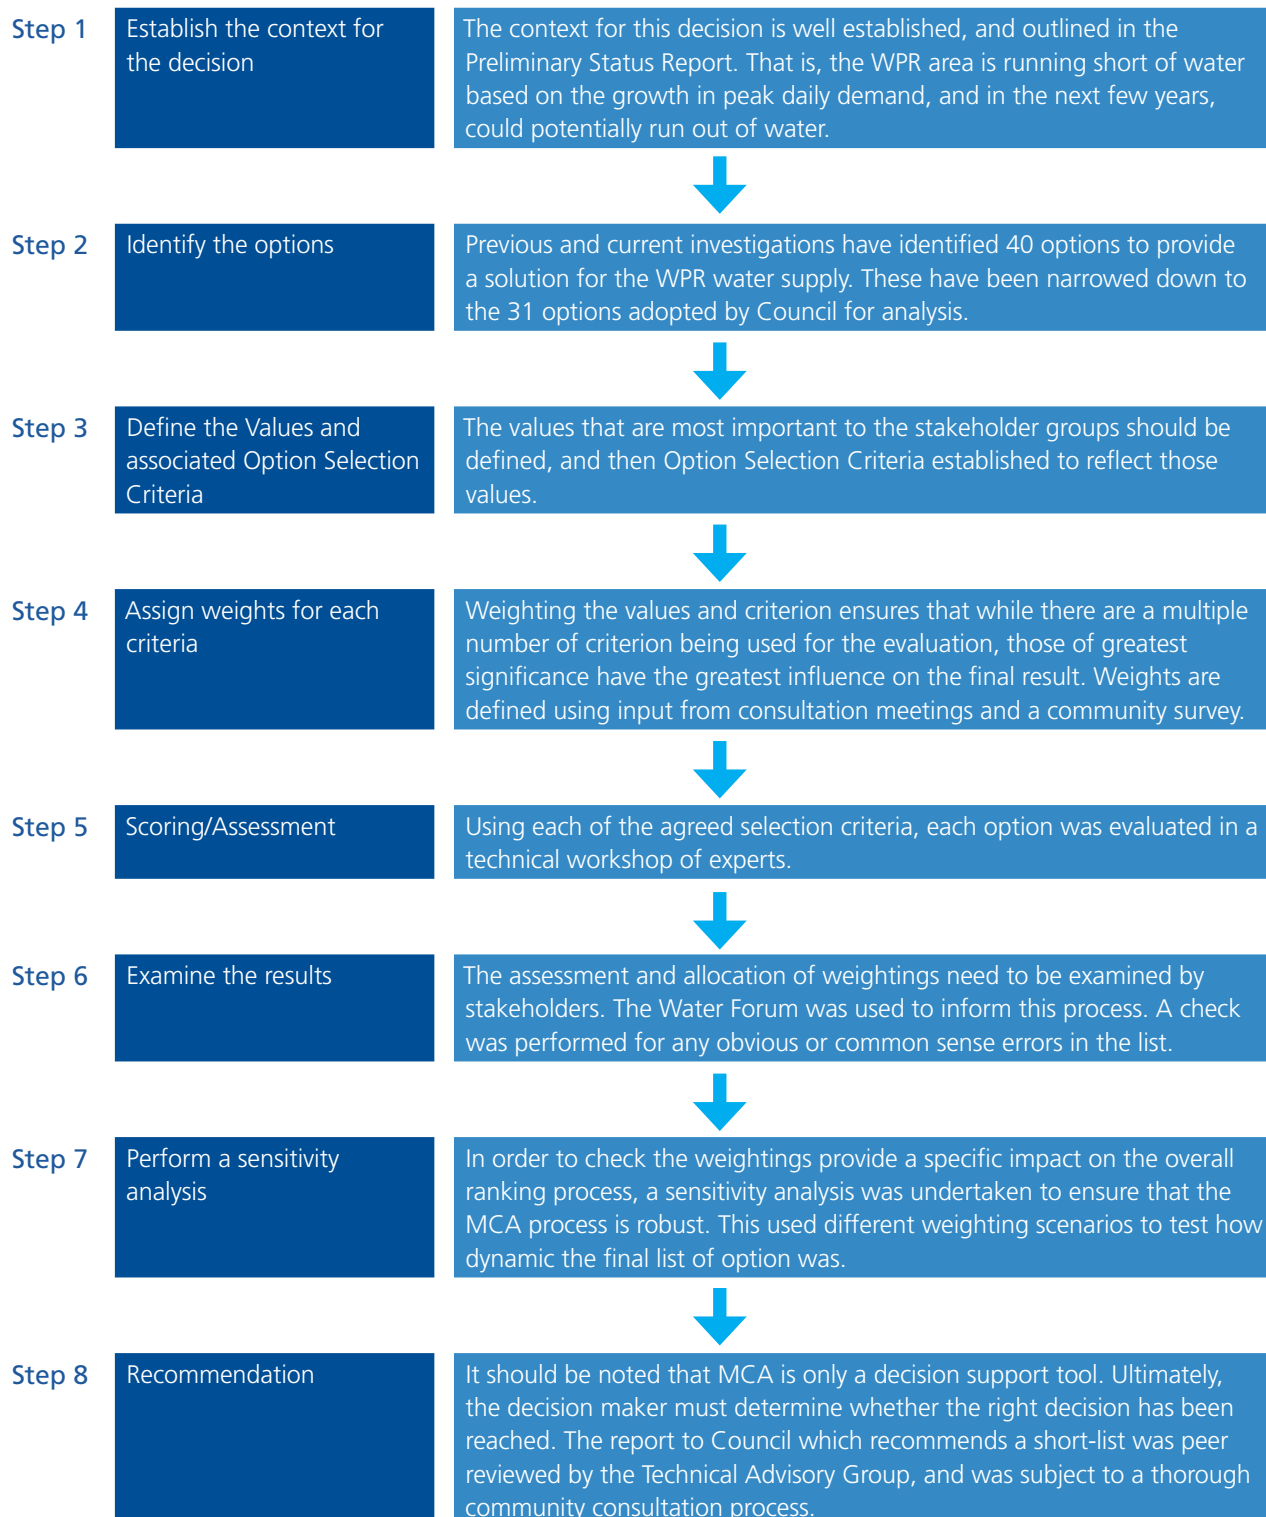 Step 1
Establish the context for
the decision
The context for this decision is well established, and outlined in the
Preliminary Status Report. That is, the WPR area is running short of water
based on the growth in peak daily demand, and in the next few years,
could potentially run out of water.
Step 2
Identify the options
Previous and current investigations have identified 40 options to provide
a solution for the WPR water supply. These have been narrowed down to
the 31 options adopted by Council for analysis.
Step 3
Define the Values and
associated Option Selection
Criteria
The values that are most important to the stakeholder groups should be
defined, and then Option Selection Criteria established to reflect those
values.
Step 4
Assign weights for each
criteria
Weighting the values and criterion ensures that while there are a multiple
number of criterion being used for the evaluation, those of greatest
significance have the greatest influence on the final result. Weights are
defined using input from consultation meetings and a community survey.
Step 5
Scoring/Assessment
Using each of the agreed selection criteria, each option was evaluated in a
technical workshop of experts.
Step 6
Examine the results
The assessment and allocation of weightings need to be examined by
stakeholders. The Water Forum was used to inform this process. A check
was performed for any obvious or common sense errors in the list.
Step 7
Perform a sensitivity
analysis
In order to check the weightings provide a specific impact on the overall
ranking process, a sensitivity analysis was undertaken to ensure that the
MCA process is robust. This used different weighting scenarios to test how
dynamic the final list of option was.
Step 8
Recommendation
It should be noted that MCA is only a decision support tool. Ultimately,
the decision maker must determine whether the right decision has been
reached. The report to Council which recommends a short-list was peer
reviewed by the Technical Advisory Group, and was subject to a thorough
community consultation process.